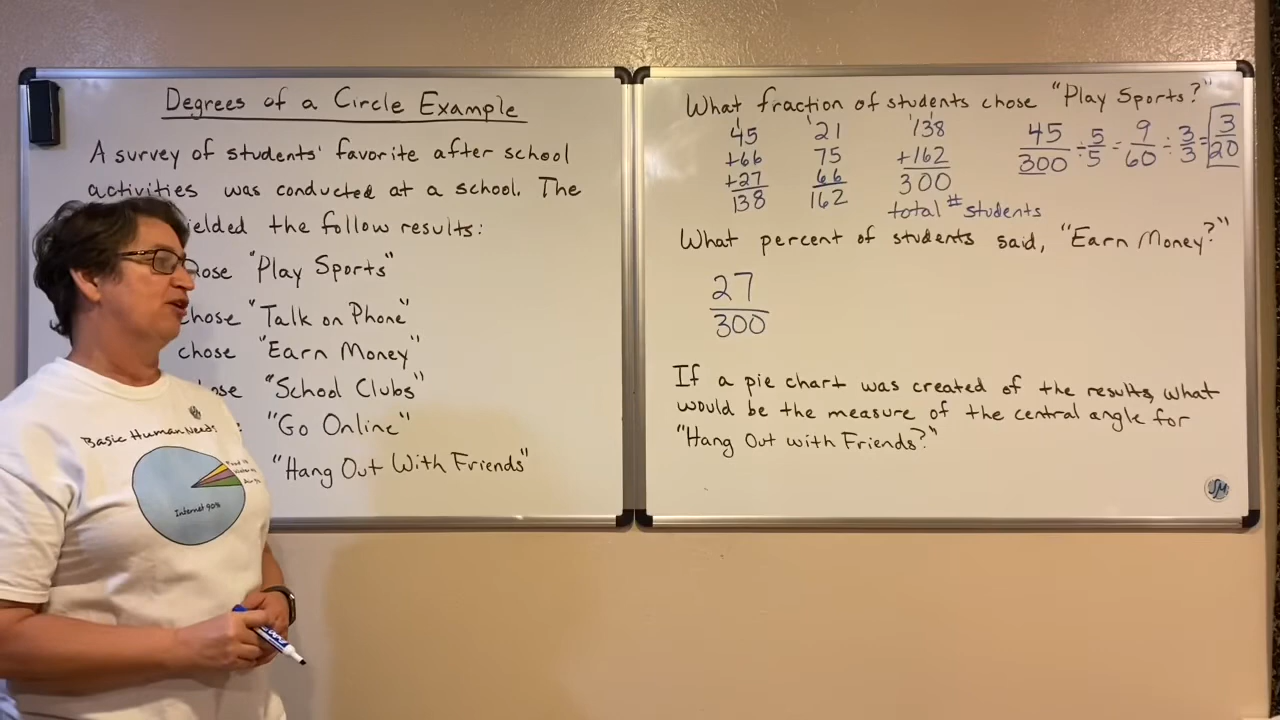 Degrees of a Circle Example
A survey of students' favorite after school
activities was conducted at a school. The
ielded the follow results:
hose "Play Sports"
chose "Talk on Phone"
chose "Earn Money"
"School Clubs"
"Go Online"
"Hang Out With Friends"
Basic Human Needs
Internet 90%
What fraction of students chose "Play Sports?"
45
+66
+27
138
21
75
66
162
138
+162
300
total # students
45/300 ÷ 5/5 = 9/60 ÷ 3/3 = 3/20
What percent of students said, "Earn Money?"
27
300
If a pie chart was created of the results, what
would be the measure of the central angle for
"Hang Out with Friends?"
SM